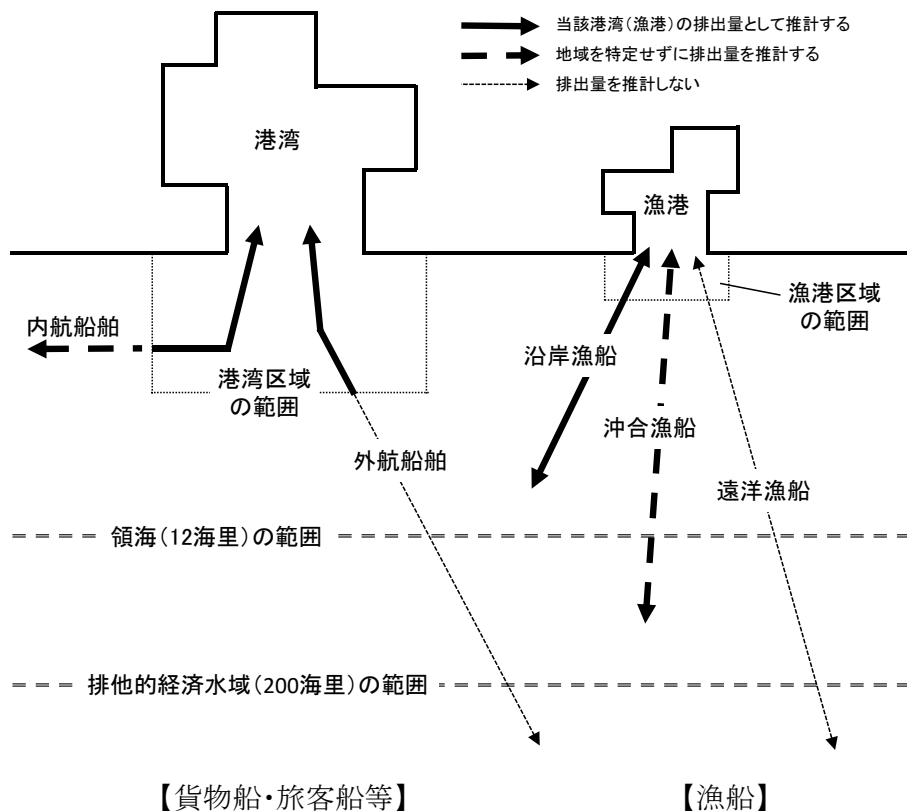 当該港湾(漁港)の排出量として推計する
地域を特定せずに排出量を推計する
排出量を推計しない
港湾
漁港
漁港区域
の範囲
内航船舶
港湾区域
の範囲
沿岸漁船
沖合漁船
外航船舶
遠洋漁船
領海(12海里)の範囲
排他的経済水域(200海里)の範囲
【貨物船・旅客船等】
【漁船】